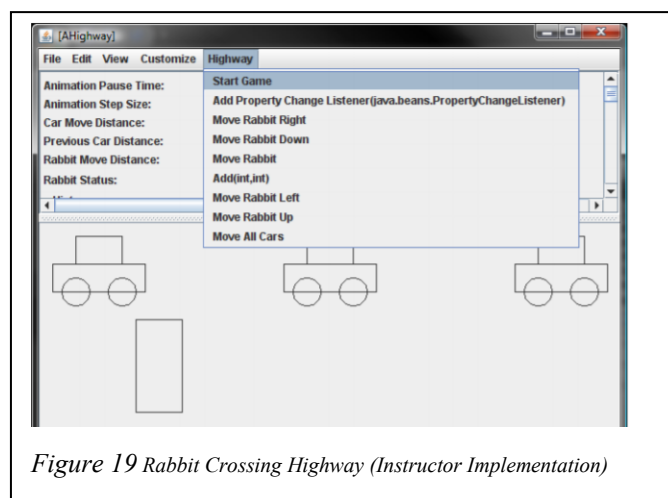 [AHighway]
File Edit View Customize Highway
Animation Pause Time:
Animation Step Size:
Car Move Distance:
Previous Car Distance:
Rabbit Move Distance:
Rabbit Status:
Start Game
Add Property Change Listener(java.beans.PropertyChangeListener)
Move Rabbit Right
Move Rabbit Down
Move Rabbit
Add(int,int)
Move Rabbit Left
Move Rabbit Up
Move All Cars
Figure 19 Rabbit Crossing Highway (Instructor Implementation)